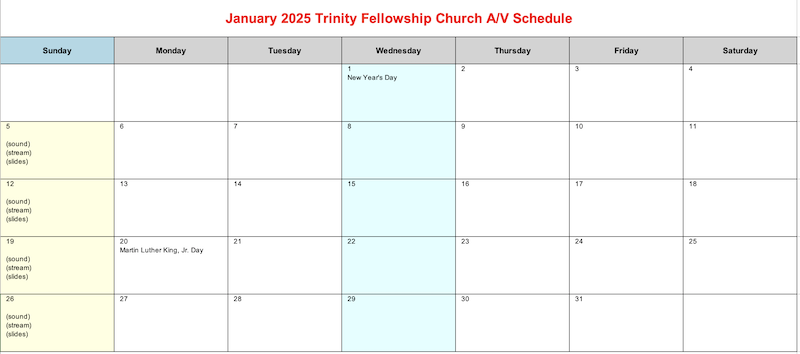 January 2025 Trinity Fellowship Church A/V Schedule
Sunday Monday Tuesday Wednesday Thursday Friday Saturday
1 2 3 4
New Year's Day
5 6 7 8 9 10 11
(sound)
(stream)
(slides)
12 13 14 15 16 17 18
(sound)
(stream)
(slides)
19 20 21 22 23 24 25
Martin Luther King, Jr. Day
(sound)
(stream)
(slides)
26 27 28 29 30 31
(sound)
(stream)
(slides)